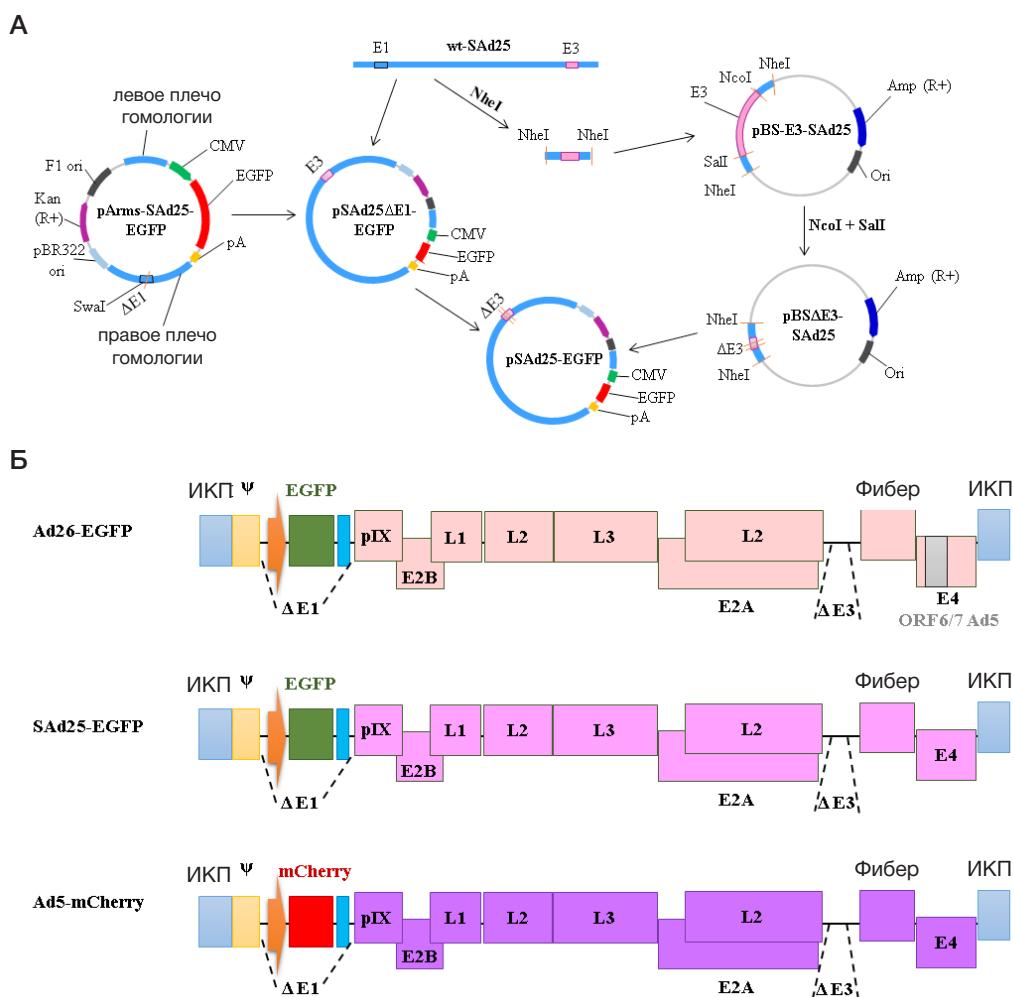 А
E1
wt-SAd25
E3
левое плечо
гомологии
F1 ori
CMV
EGFP
Kan
(R+)
pArms-SAd25-
EGFP
pBR322
ori
pA
SwaI
ΔE1
правое плечо
гомологии
E3
pSAd25ΔE1-
EGFP
CMV
EGFP
pA
NheI
NheI
NheI
NheI
NcoI
E3
Amp (R+)
pBS-E3-SAd25
SalI
NheI
Ori
NcoI + SalI
Amp (R+)
NheI
pBSΔE3-
SAd25
ΔE3
NheI
Ori
ΔE3
pSAd25-EGFP
CMV
EGFP
pA
Б
Ad26-EGFP
ИКП
ψ
EGFP
Фибер
ИКП
pIX
L1
L2
L3
L2
E2B
ΔE1
E2A
ΔE3
E4
ORF6/7 Ad5
SAd25-EGFP
ИКП
ψ
EGFP
Фибер
ИКП
pIX
L1
L2
L3
L2
E2B
E4
ΔE1
E2A
ΔE3
Ad5-mCherry
ИКП
ψ
mCherry
Фибер
ИКП
pIX
L1
L2
L3
L2
E2B
E4
ΔE1
E2A
ΔE3